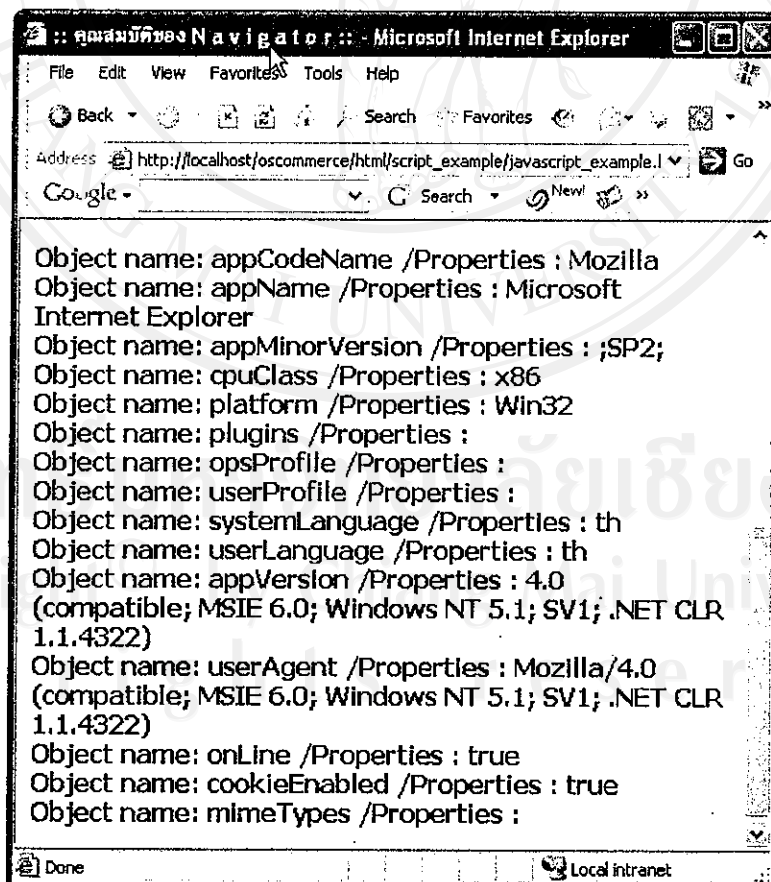 :: คุณสมบัติของ N a v i g a t o r :: - Microsoft Internet Explorer
File Edit View Favorites Tools Help
Back Search Favorites »
Address http://localhost/oscommerce/html/script_example/javascript_example.l Go
Google Search New! »
Object name: appCodeName /Properties : Mozilla
Object name: appName /Properties : Microsoft
Internet Explorer
Object name: appMinorVersion /Properties : ;SP2;
Object name: cpuClass /Properties : x86
Object name: platform /Properties : Win32
Object name: plugins /Properties :
Object name: opsProfile /Properties :
Object name: userProfile /Properties :
Object name: systemLanguage /Properties : th
Object name: userLanguage /Properties : th
Object name: appVersion /Properties : 4.0
(compatible; MSIE 6.0; Windows NT 5.1; SV1; .NET CLR
1.1.4322)
Object name: userAgent /Properties : Mozilla/4.0
(compatible; MSIE 6.0; Windows NT 5.1; SV1; .NET CLR
1.1.4322)
Object name: onLine /Properties : true
Object name: cookieEnabled /Properties : true
Object name: mimeTypes /Properties :
Done Local intranet